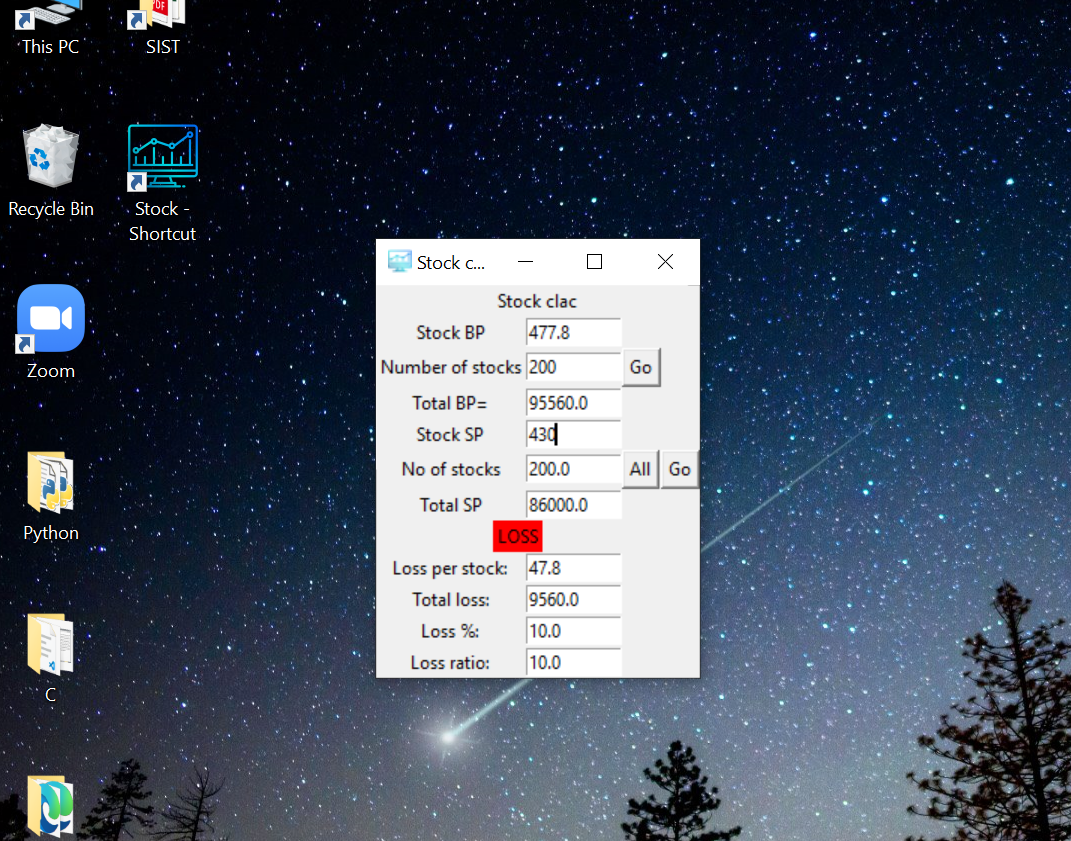 This PC
SIST
PDF
Recycle Bin
Stock -
Shortcut
Zoom
Python
C
Stock c...
Stock clac
Stock BP 477.8
Number of stocks 200 Go
Total BP= 95560.0
Stock SP 430
No of stocks 200.0 All Go
Total SP 86000.0
LOSS
Loss per stock: 47.8
Total loss: 9560.0
Loss %: 10.0
Loss ratio: 10.0